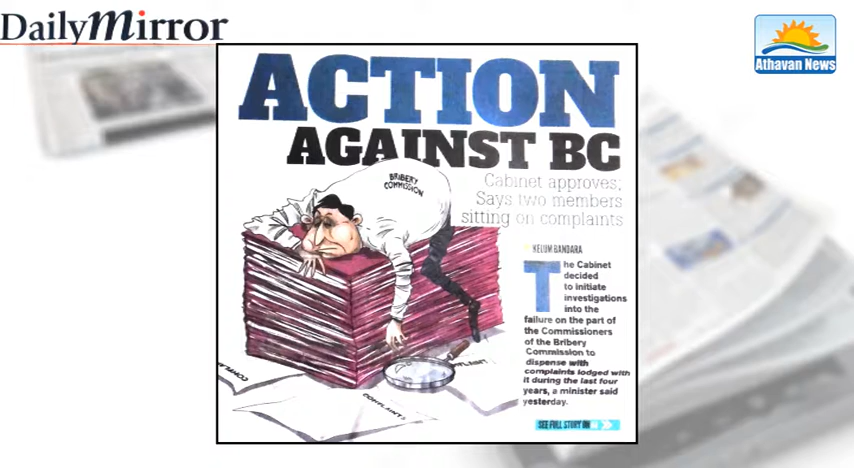 DailyMirror
Athavan News
ACTION
AGAINST BC
Cabinet approves;
Says two members
sitting on complaints
BRIBERY
COMMISSION
KELUM BANDARA
The Cabinet
decided
to initiate
investigations
into the
failure on the part of
the Commissioners
of the Bribery
Commission to
dispense with
complaints lodged with
it during the last four
years, a minister said
yesterday.
COMPLAINTS
SEE FULL STORY ON